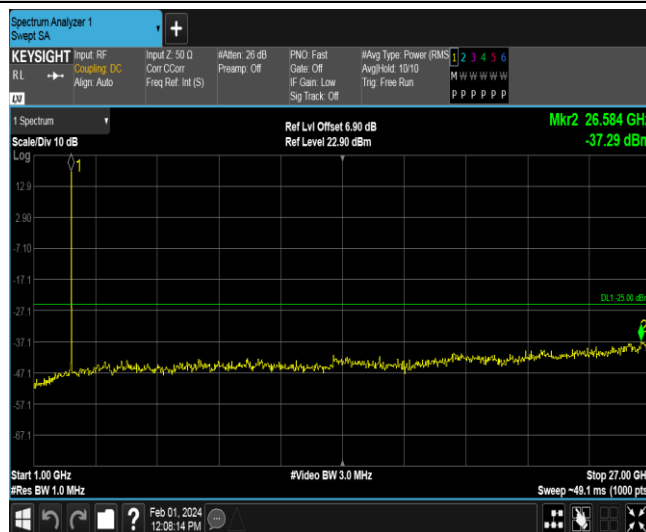 Spectrum Analyzer 1
Swept SA
+
KEYSIGHT Input: RF Input Z: 50 Ω #Atten: 26 dB PNO: Fast #Avg Type: Power (RMS 1 2 3 4 5 6
RL Coupling: DC Corr CCorr Preamp: Off Gate: Off Avg|Hold: 10/10 M W W W W W
Align: Auto Freq Ref: Int (S) IF Gain: Low Trig: Free Run
Sig Track: Off P P P P P P
LXI
1 Spectrum Ref Lvl Offset 6.90 dB Mkr2 26.584 GHz
Scale/Div 10 dB Ref Level 22.90 dBm -37.29 dBm
Log
1
12.9
2.90
-7.10
-17.1
DL1 -25.00 dBm
-27.1
2
-37.1
-47.1
-57.1
-67.1
Start 1.00 GHz #Video BW 3.0 MHz Stop 27.00 GH
#Res BW 1.0 MHz Sweep ~49.1 ms (1000 pts
? Feb 01, 2024
12:08:14 PM